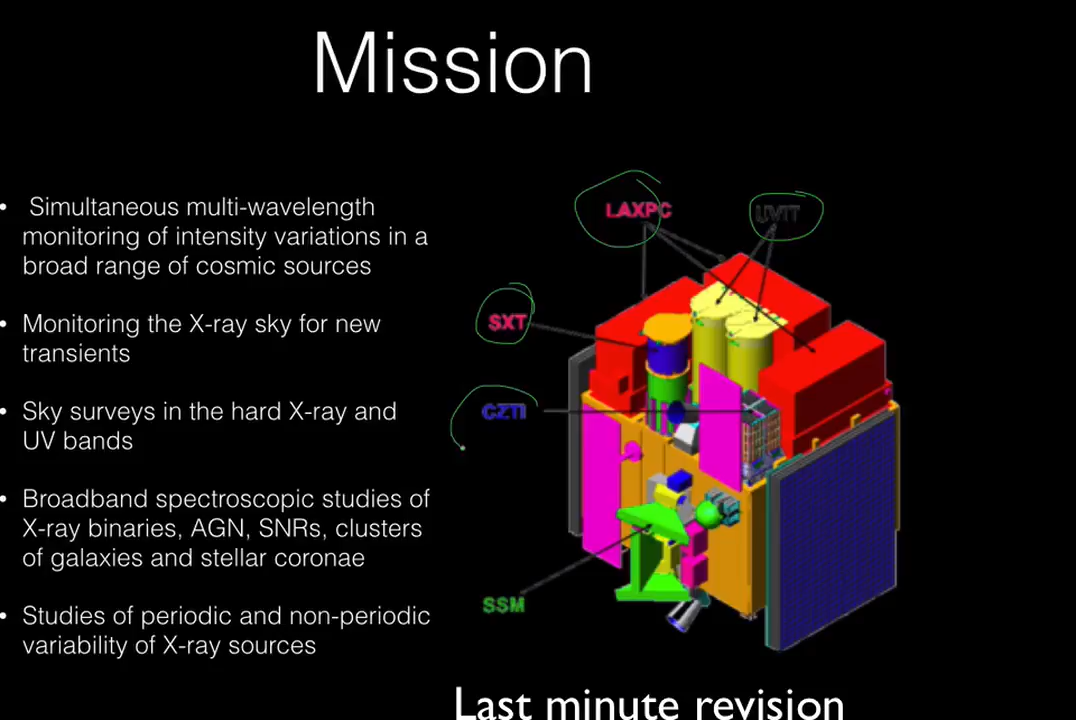 Mission
• Simultaneous multi-wavelength
monitoring of intensity variations in a
broad range of cosmic sources
• Monitoring the X-ray sky for new
transients
• Sky surveys in the hard X-ray and
UV bands
• Broadband spectroscopic studies of
X-ray binaries, AGN, SNRs, clusters
of galaxies and stellar coronae
• Studies of periodic and non-periodic
variability of X-ray sources
LAXPC
UVIT
SXT
CZTI
SSM
Last minute revision